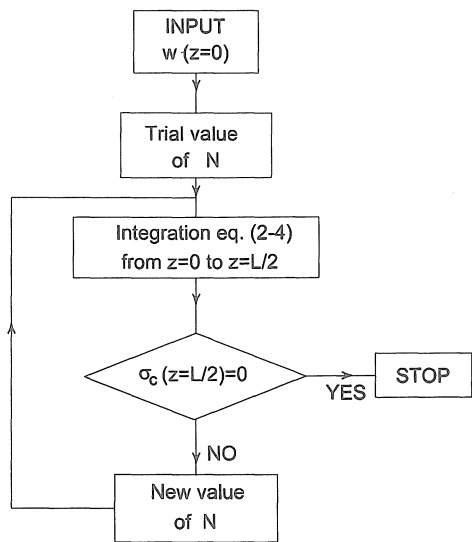 INPUT
w (z=0)
Trial value
of N
Integration eq. (2-4)
from z=0 to z=L/2
σc (z=L/2)=0
YES
STOP
NO
New value
of N